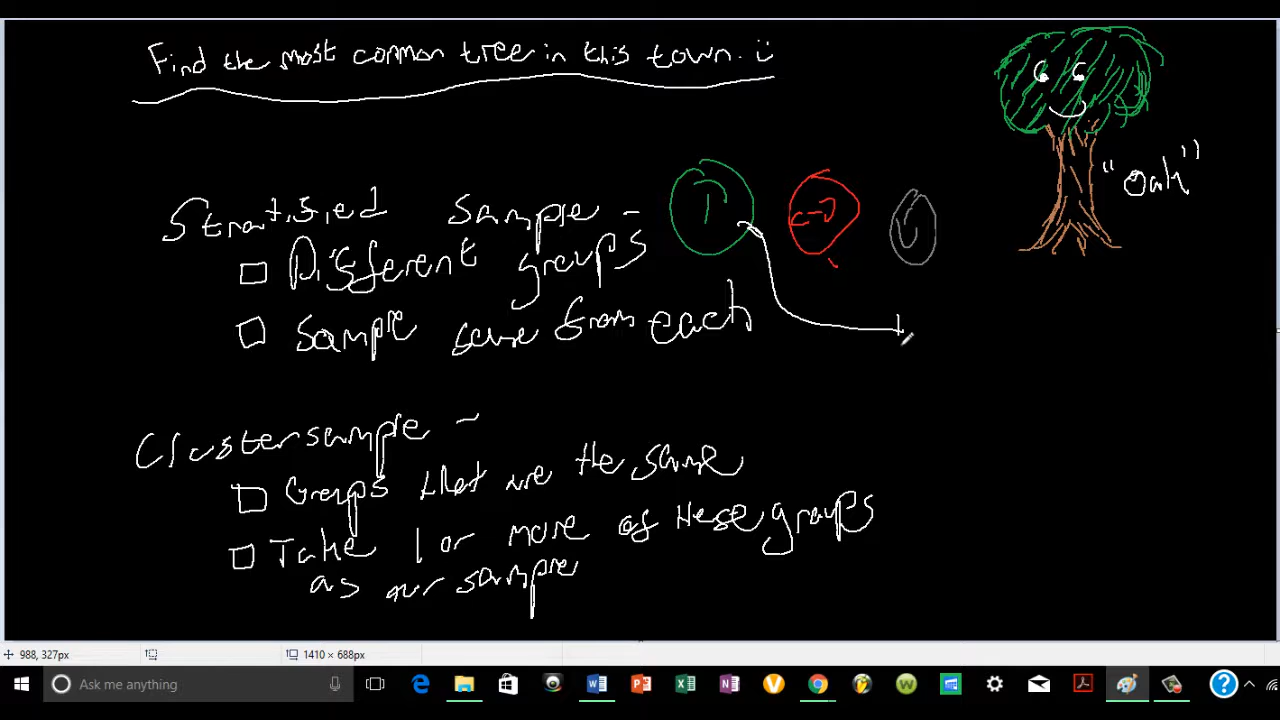 Find the most common tree in this town. ü
Stratisied sample -
Different groups
Sample some from each
"Oak"
Cluster sample -
Groups that are the same
Take 1 or more of these groups
as our sample
988, 327px
1410 × 688px
Ask me anything